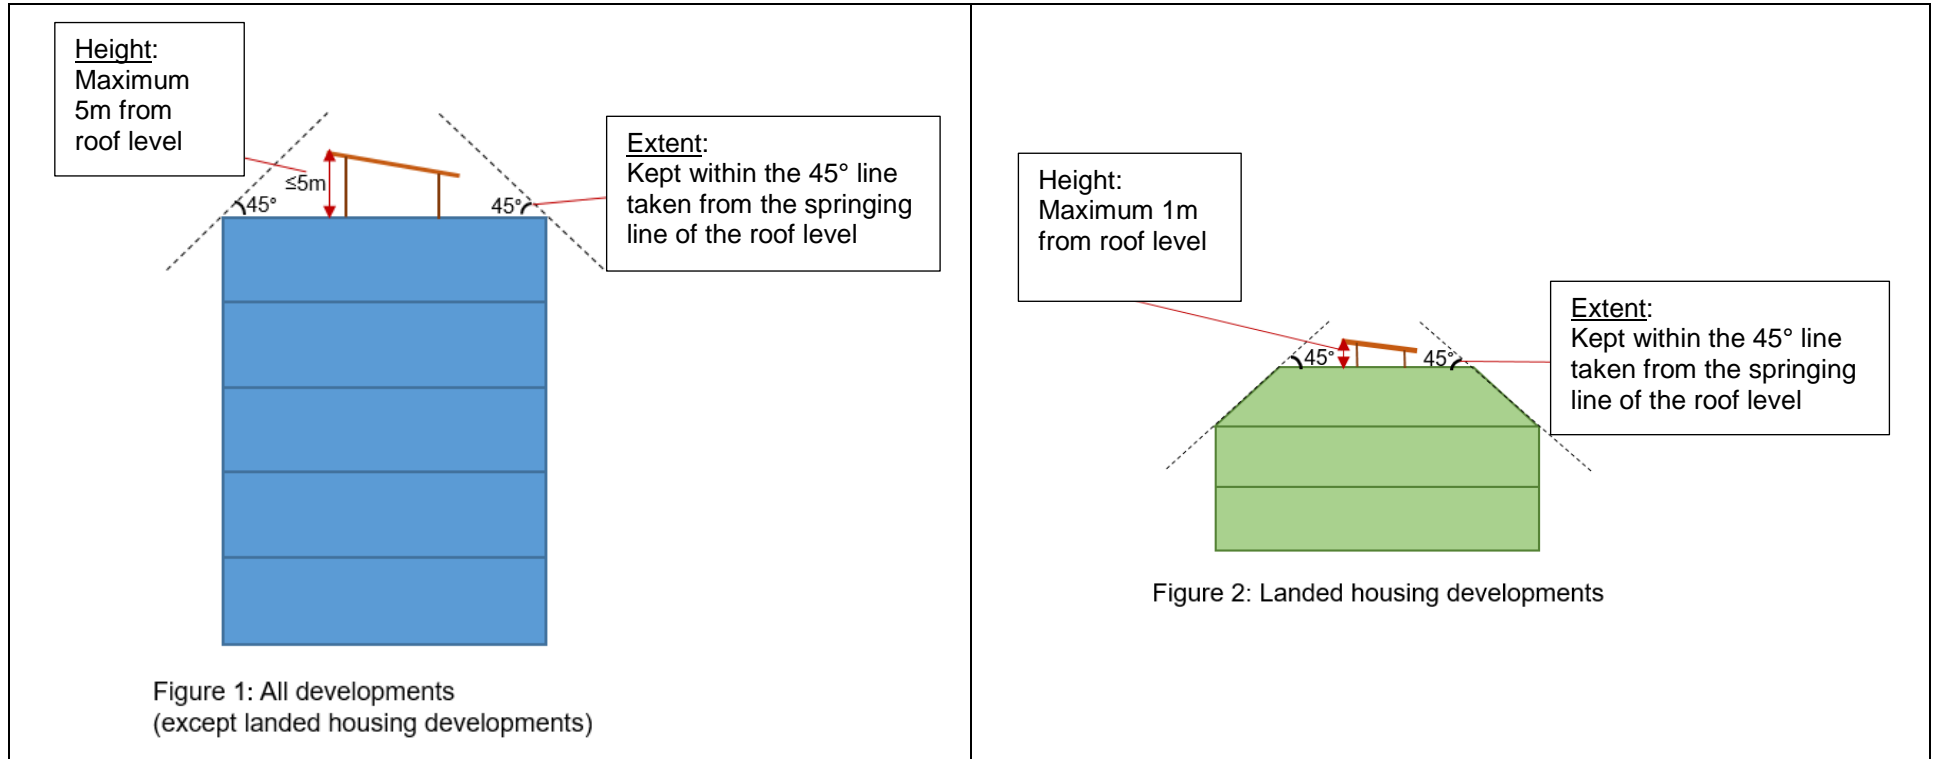 Height:
Maximum
5m from
roof level
≤5m
45°
45°
Extent:
Kept within the 45° line
taken from the springing
line of the roof level
Figure 1: All developments
(except landed housing developments)
Height:
Maximum 1m
from roof level
45°
45°
Extent:
Kept within the 45° line
taken from the springing
line of the roof level
Figure 2: Landed housing developments